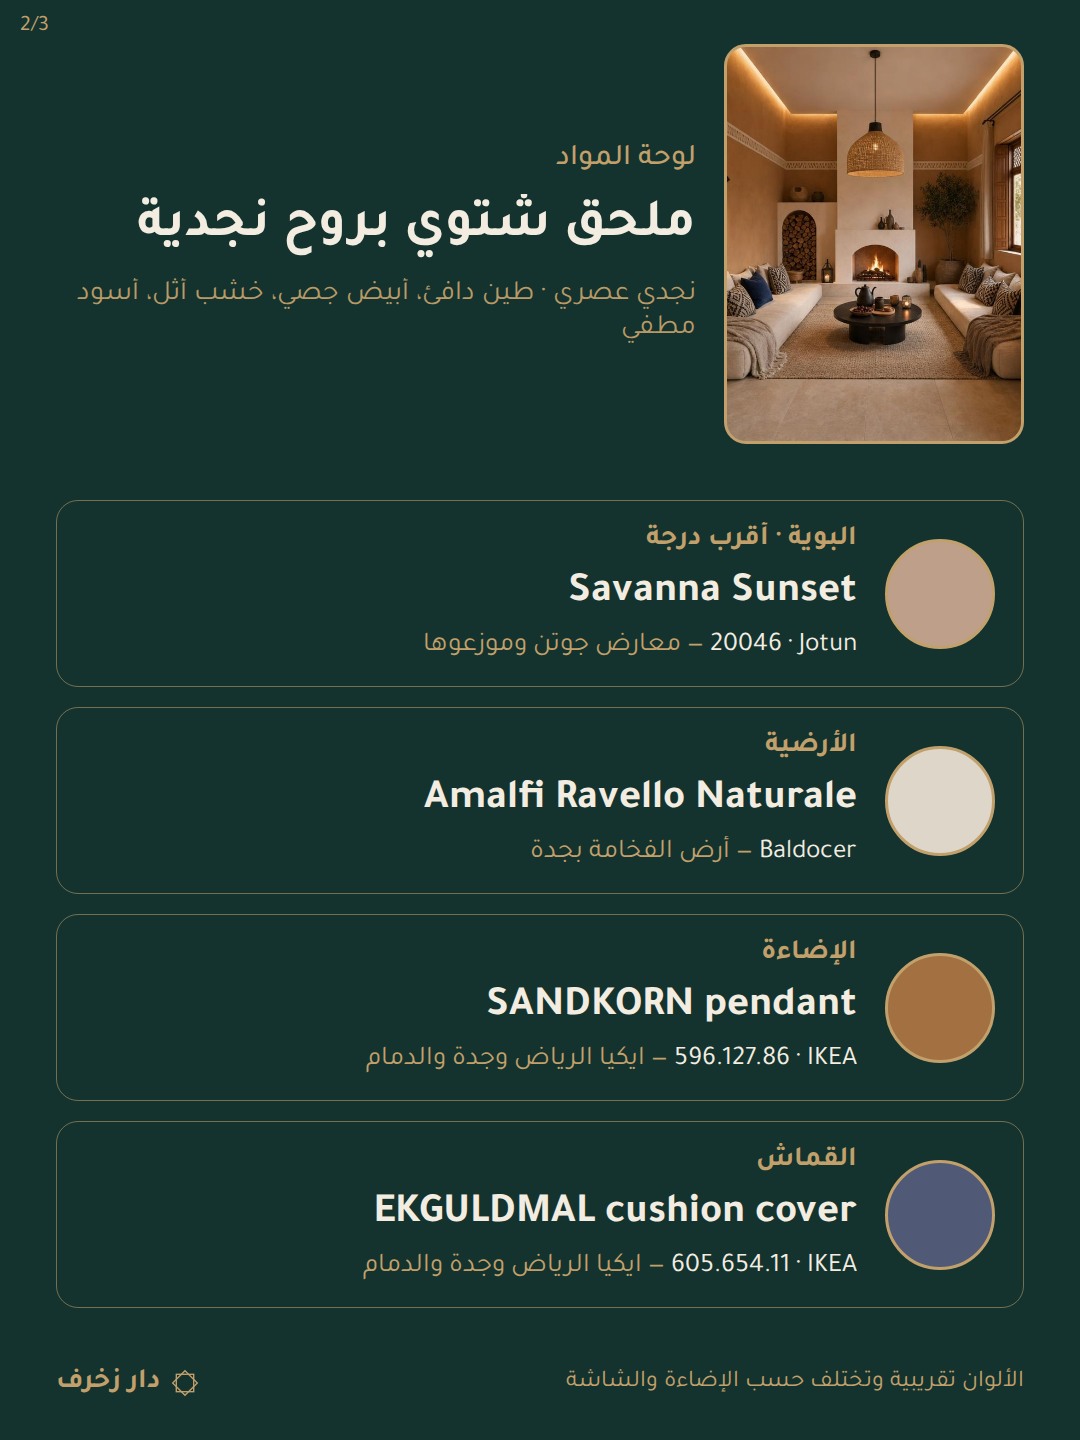 2/3
لوحة المواد
ملحق شتوي بروح نجدية
نجدي عصري · طين دافئ، أبيض جصي، خشب أثل، أسود
مطفي
البوية · أقرب درجة
Savanna Sunset
20046 · Jotun – معارض جوتن وموزعوها
الأرضية
Amalfi Ravello Naturale
Baldocer – أرض الفخامة بجدة
الإضاءة
SANDKORN pendant
596.127.86 · IKEA – ايكيا الرياض وجدة والدمام
القماش
EKGULDMAL cushion cover
605.654.11 · IKEA – ايكيا الرياض وجدة والدمام
الألوان تقريبية وتختلف حسب الإضاءة والشاشة
دار زخرف